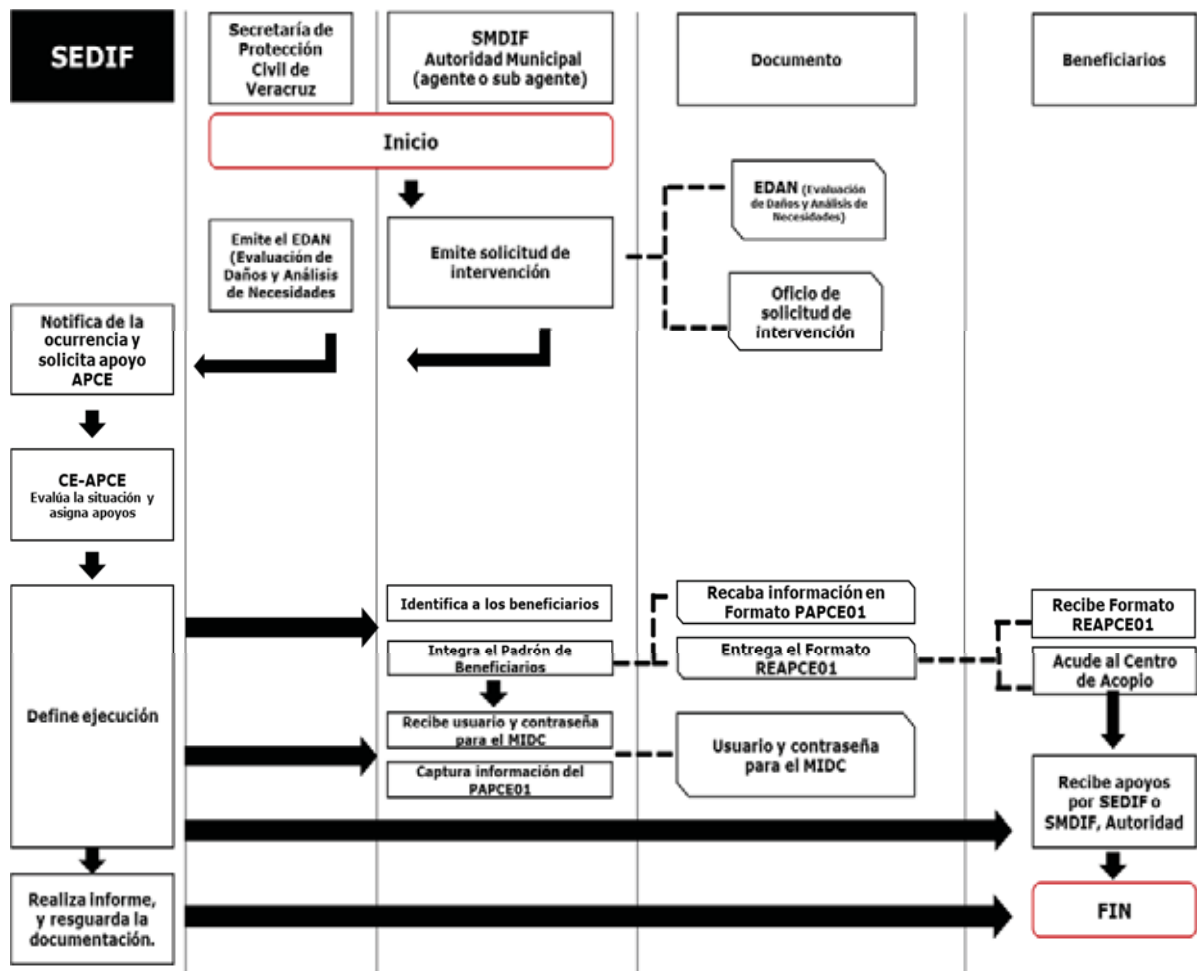 SEDIF
Secretaría de
Protección
Civil de
Veracruz
SMDIF
Autoridad Municipal
(agente o sub agente)
Documento
Beneficiarios
Inicio
Emite el EDAN
(Evaluación de
Daños y Análisis
de Necesidades
Emite solicitud de
intervención
EDAN (Evaluación
de Daños y Análisis de
Necesidades)
Oficio de
solicitud de
intervención
Notifica de la
ocurrencia y
solicita apoyo
APCE
CE-APCE
Evalúa la situación y
asigna apoyos
Define ejecución
Identifica a los beneficiarios
Integra el Padrón de
Beneficiarios
Recaba información en
Formato PAPCE01
Entrega el Formato
REAPCE01
Recibe Formato
REAPCE01
Acude al Centro
de Acopio
Recibe usuario y contraseña
para el MIDC
Captura información del
PAPCE01
Usuario y contraseña
para el MIDC
Recibe apoyos
por SEDIF o
SMDIF, Autoridad
Realiza informe,
y resguarda la
documentación.
FIN